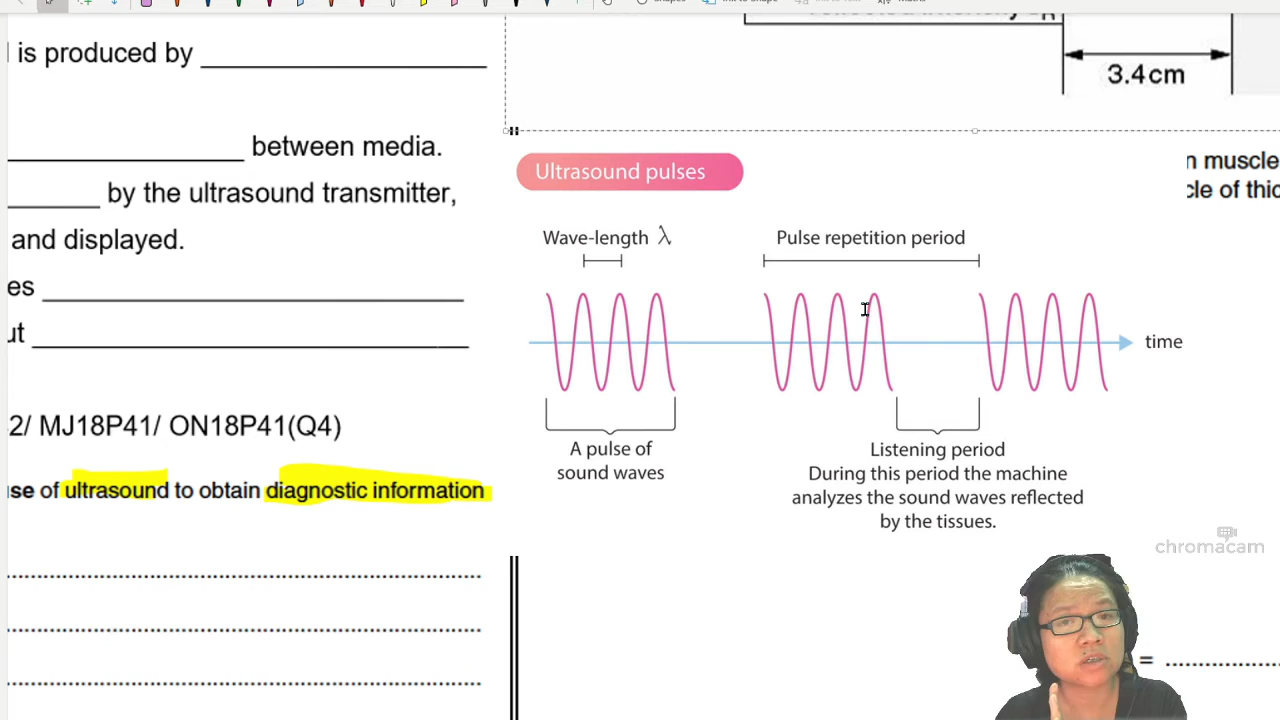 is produced by
between media.
by the ultrasound transmitter,
and displayed.
es
ut
2/ MJ18P41/ ON18P41(Q4)
se of ultrasound to obtain diagnostic information
3.4 cm
Ultrasound pulses
n muscle
cle of thic
Wave-length λ
Pulse repetition period
time
A pulse of
sound waves
Listening period
During this period the machine
analyzes the sound waves reflected
by the tissues.
chromacam
=